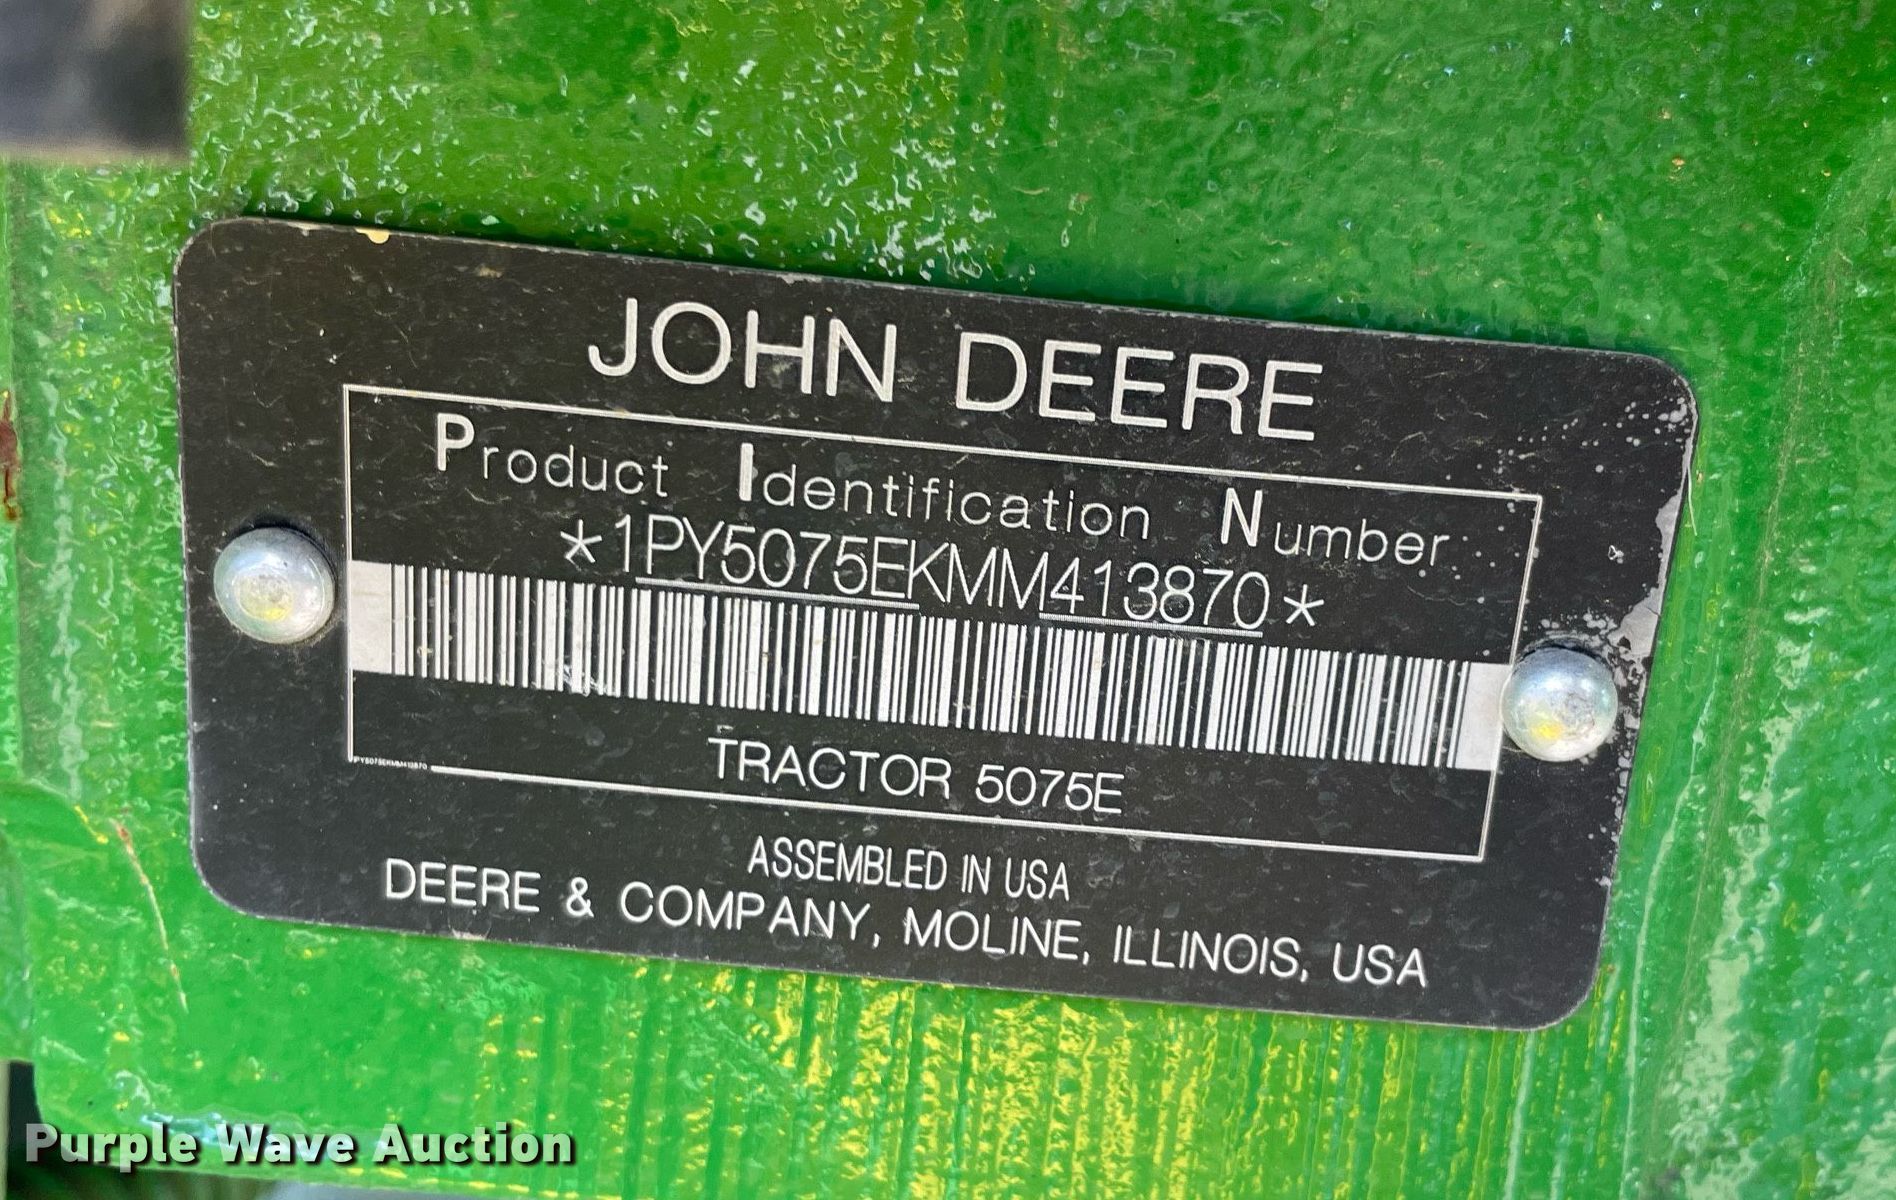 JOHN DEERE
Product Identification Number
*1PY5075EKMM413870*
TRACTOR 5075E
1PY5075EKMM413870
ASSEMBLED IN USA
DEERE & COMPANY, MOLINE, ILLINOIS, USA
Purple Wave Auction